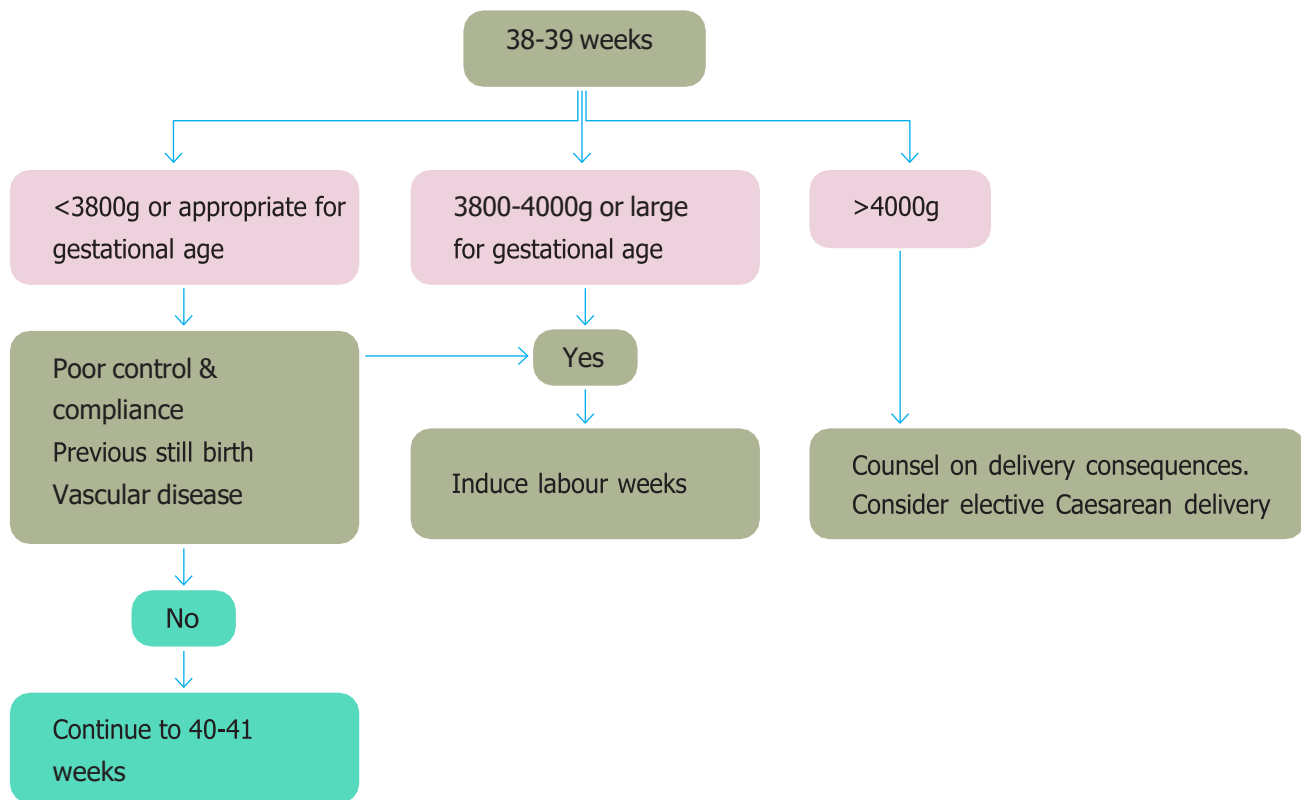 38-39 weeks
<3800g or appropriate for
gestational age
3800-4000g or large
for gestational age
>4000g
Poor control &
compliance
Previous still birth
Vascular disease
Yes
Induce labour weeks
Counsel on delivery consequences.
Consider elective Caesarean delivery
No
Continue to 40-41
weeks